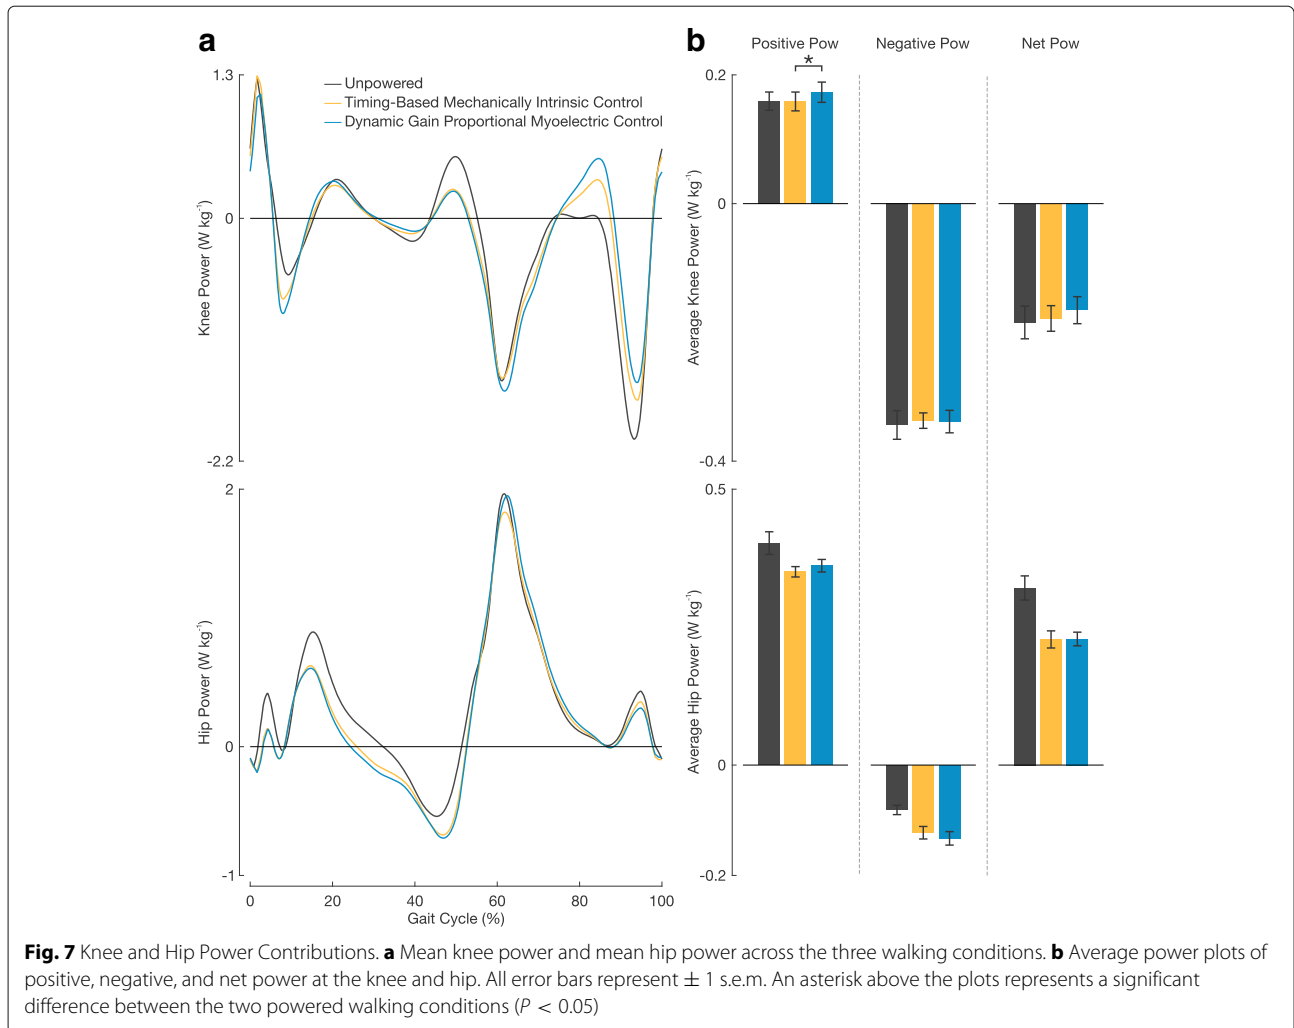 a
b
Positive Pow
Negative Pow
Net Pow
1.3
0
-2.2
Knee Power (W kg⁻¹)
Unpowered
Timing-Based Mechanically Intrinsic Control
Dynamic Gain Proportional Myoelectric Control
*
0.2
0
-0.4
Average Knee Power (W kg⁻¹)
2
0
-1
Hip Power (W kg⁻¹)
0 20 40 60 80 100
Gait Cycle (%)
0.5
0
-0.2
Average Hip Power (W kg⁻¹)
Fig. 7 Knee and Hip Power Contributions. a Mean knee power and mean hip power across the three walking conditions. b Average power plots of
positive, negative, and net power at the knee and hip. All error bars represent ± 1 s.e.m. An asterisk above the plots represents a significant
difference between the two powered walking conditions (P < 0.05)